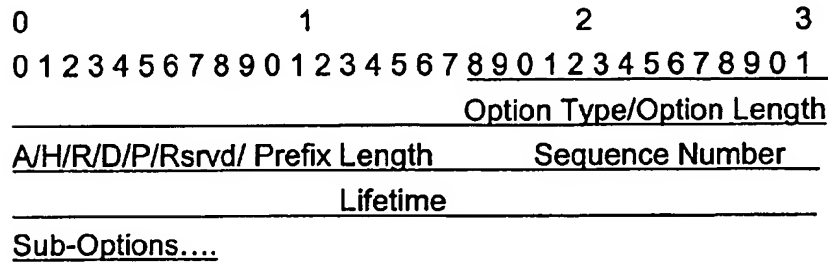 0 1 2 3
0 1 2 3 4 5 6 7 8 9 0 1 2 3 4 5 6 7 8 9 0 1 2 3 4 5 6 7 8 9 0 1
Option Type/Option Length
A/H/R/D/P/Rsrvd/ Prefix Length Sequence Number
Lifetime
Sub-Options....